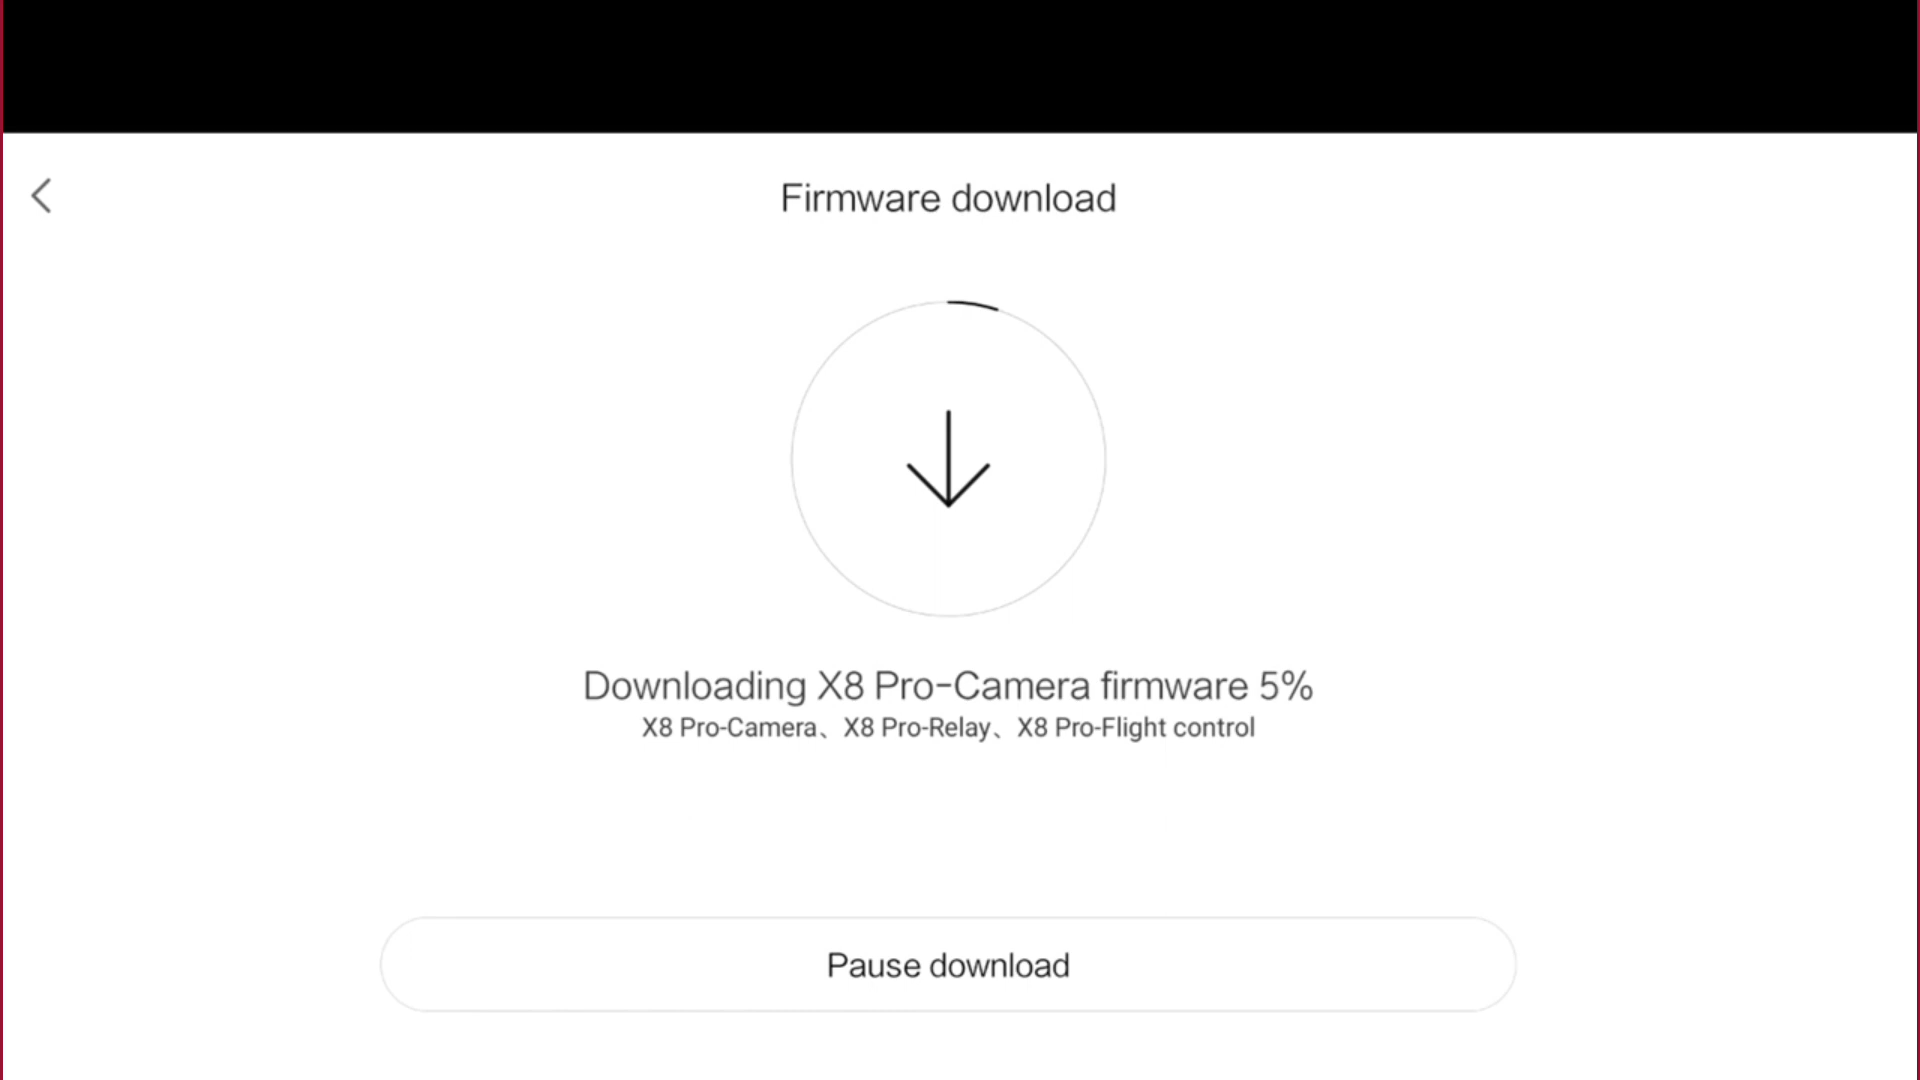 Firmware download
Downloading X8 Pro-Camera firmware 5%
X8 Pro-Camera、X8 Pro-Relay、X8 Pro-Flight control
Pause download